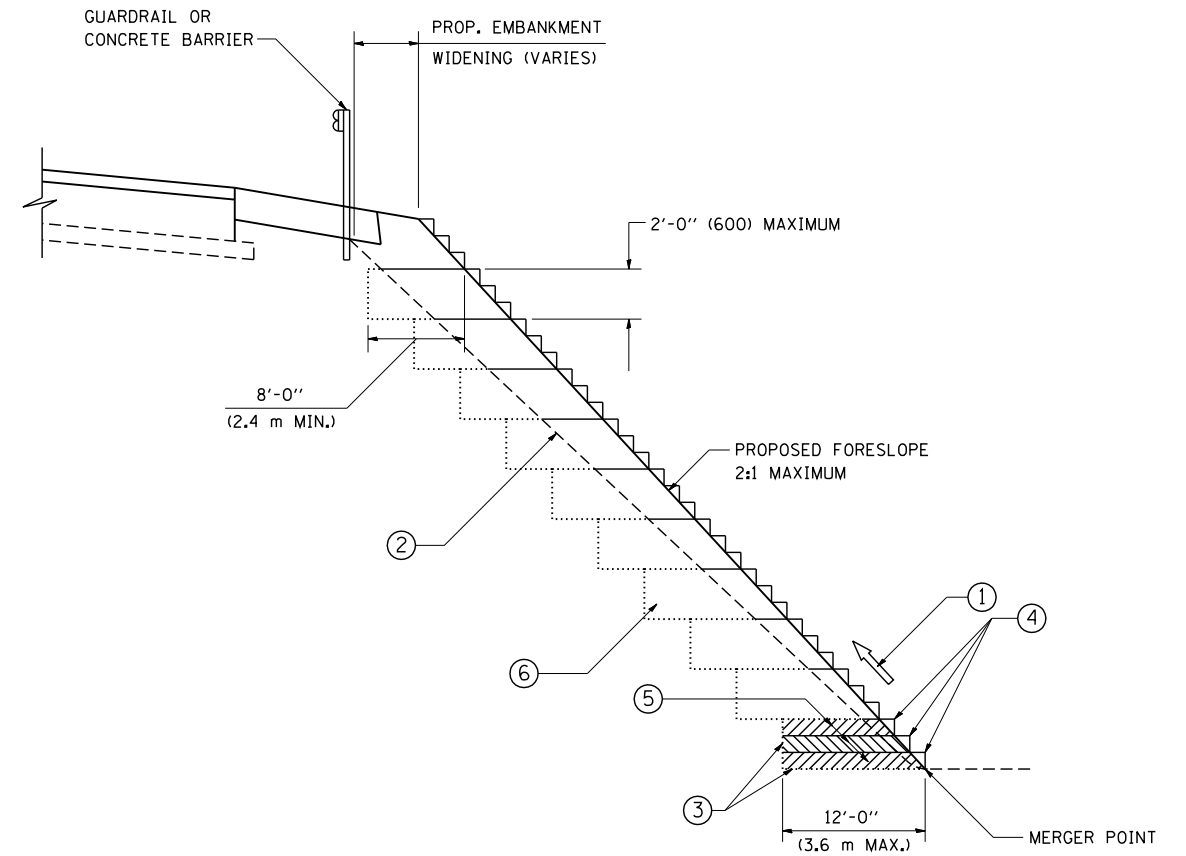 GUARDRAIL OR
CONCRETE BARRIER
PROP. EMBANKMENT
WIDENING (VARIES)
2'-0'' (600) MAXIMUM
8'-0''
(2.4 m MIN.)
PROPOSED FORESLOPE
2:1 MAXIMUM
2
1
4
6
5
3
12'-0''
(3.6 m MAX.)
MERGER POINT